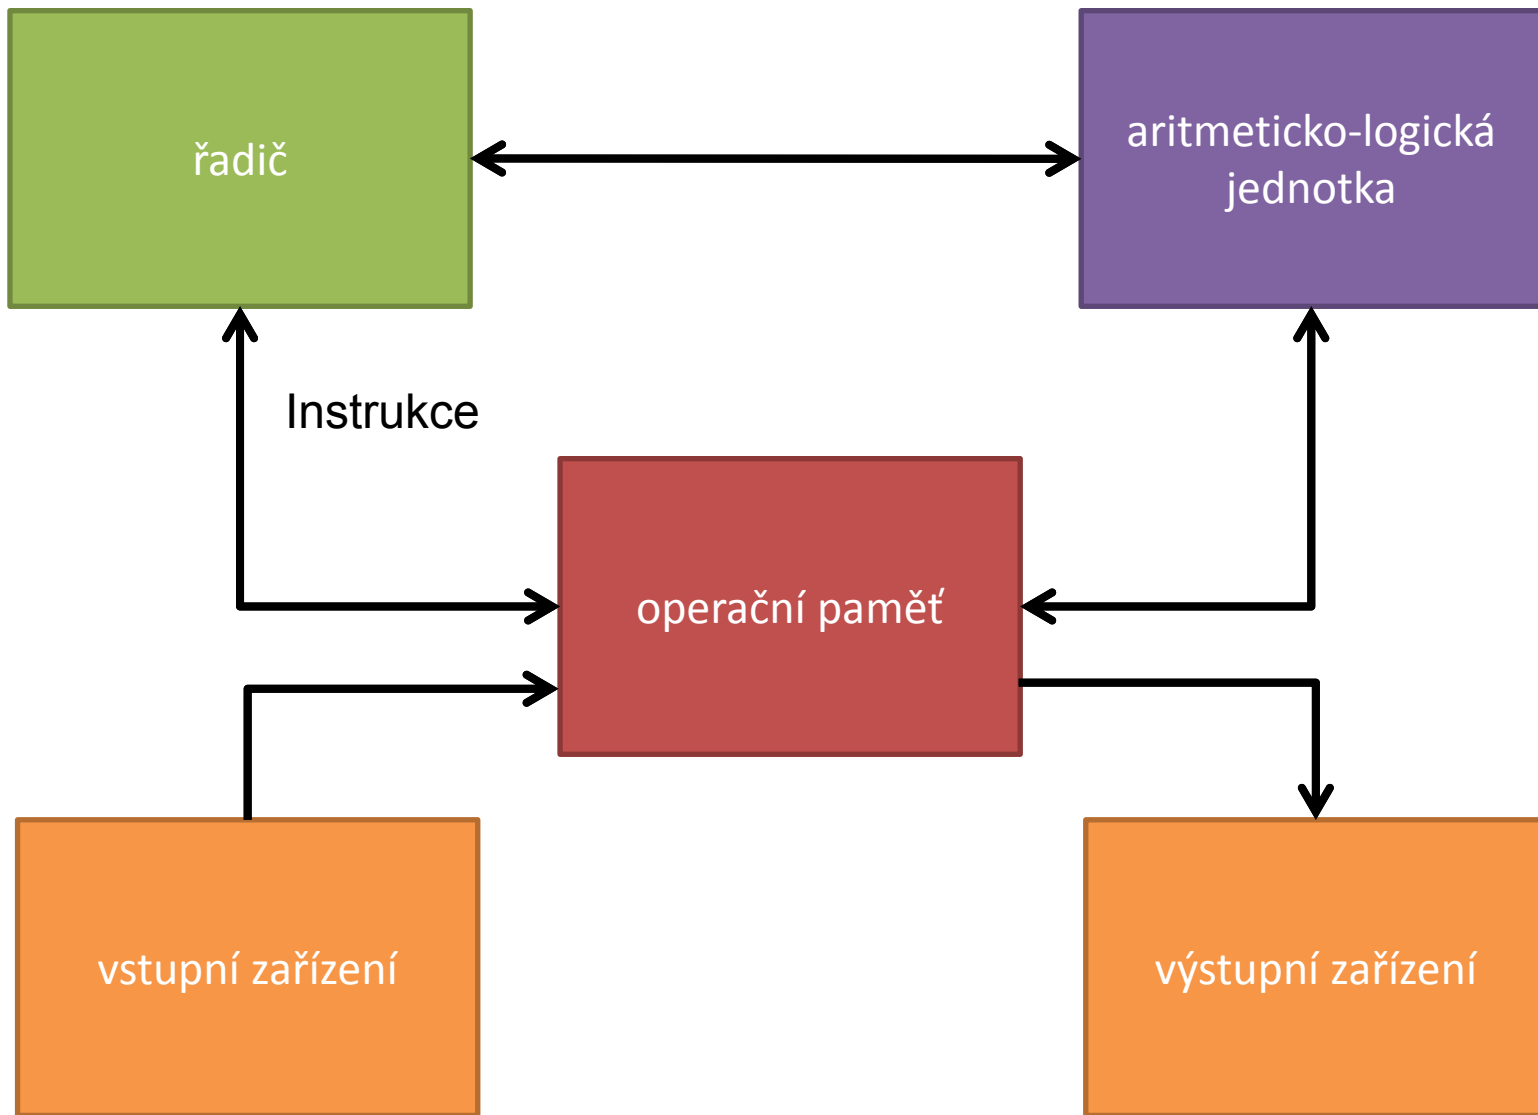 řadič
aritmeticko-logická
jednotka
Instrukce
operační paměť
vstupní zařízení
výstupní zařízení